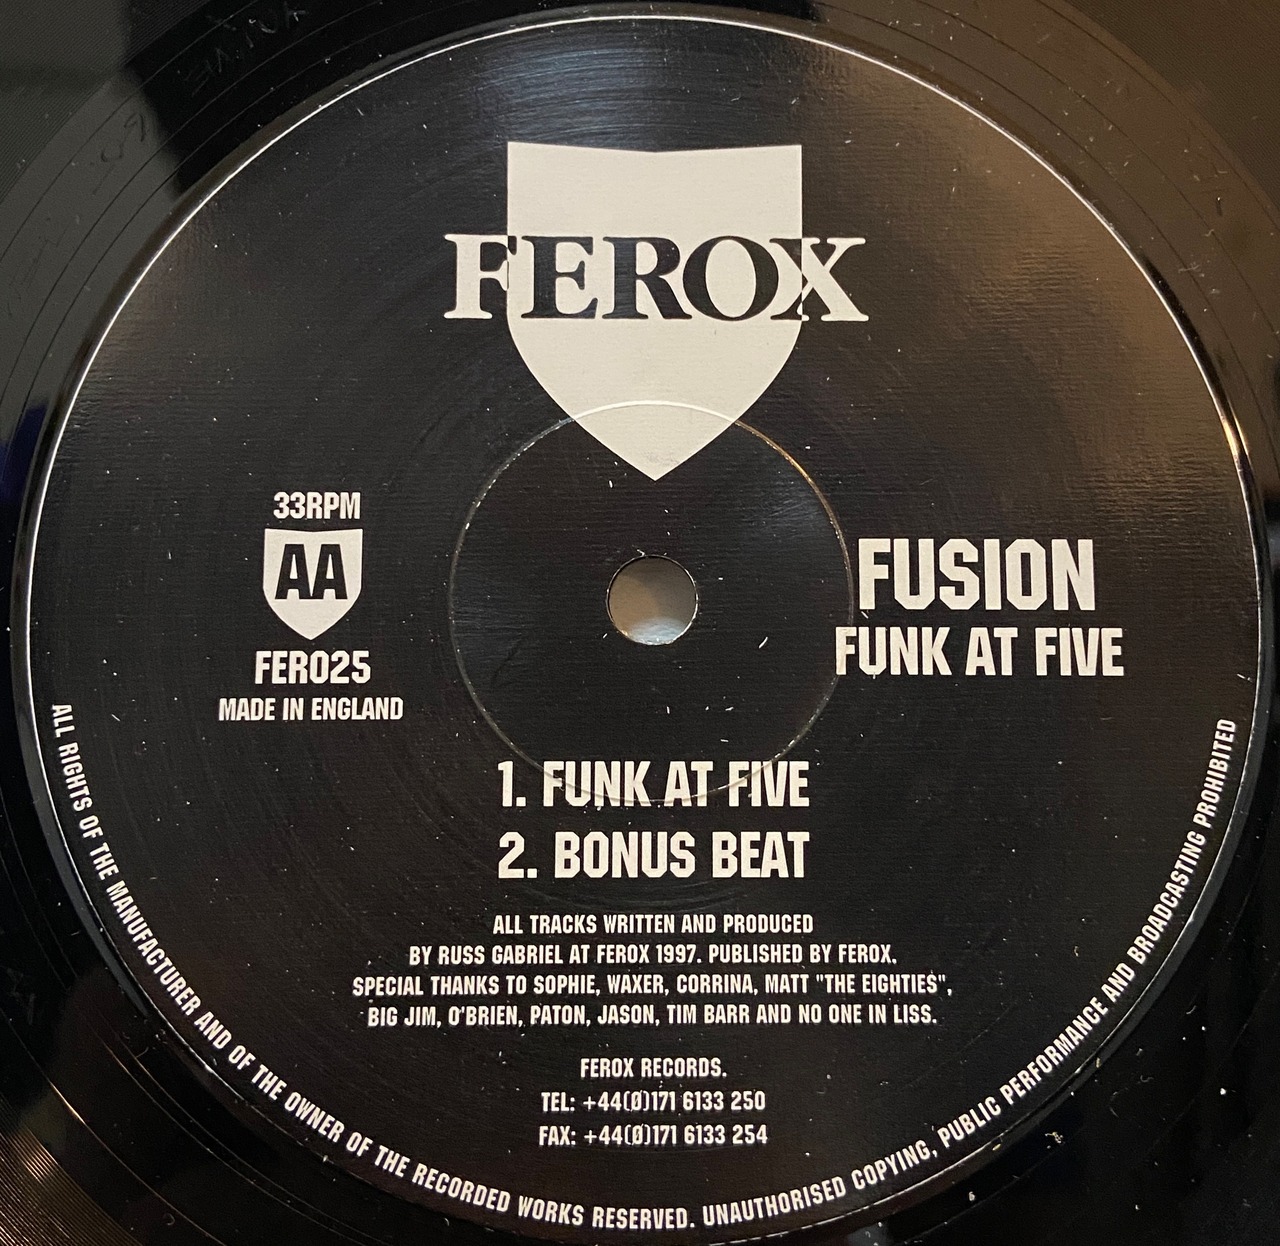 FEROX
33RPM
AA
FER025
MADE IN ENGLAND
FUSION
FUNK AT FIVE
1. FUNK AT FIVE
2. BONUS BEAT
ALL TRACKS WRITTEN AND PRODUCED
BY RUSS GABRIEL AT FEROX 1997. PUBLISHED BY FEROX.
SPECIAL THANKS TO SOPHIE, WAXER, CORRINA, MATT "THE EIGHTIES",
BIG JIM, O'BRIEN, PATON, JASON, TIM BARR AND NO ONE IN LISS.
FEROX RECORDS.
TEL: +44(0)171 6133 250
FAX: +44(0)171 6133 254
ALL RIGHTS OF THE MANUFACTURER AND OF THE OWNER OF THE RECORDED WORKS RESERVED. UNAUTHORISED COPYING, PUBLIC PERFORMANCE AND BROADCASTING PROHIBITED